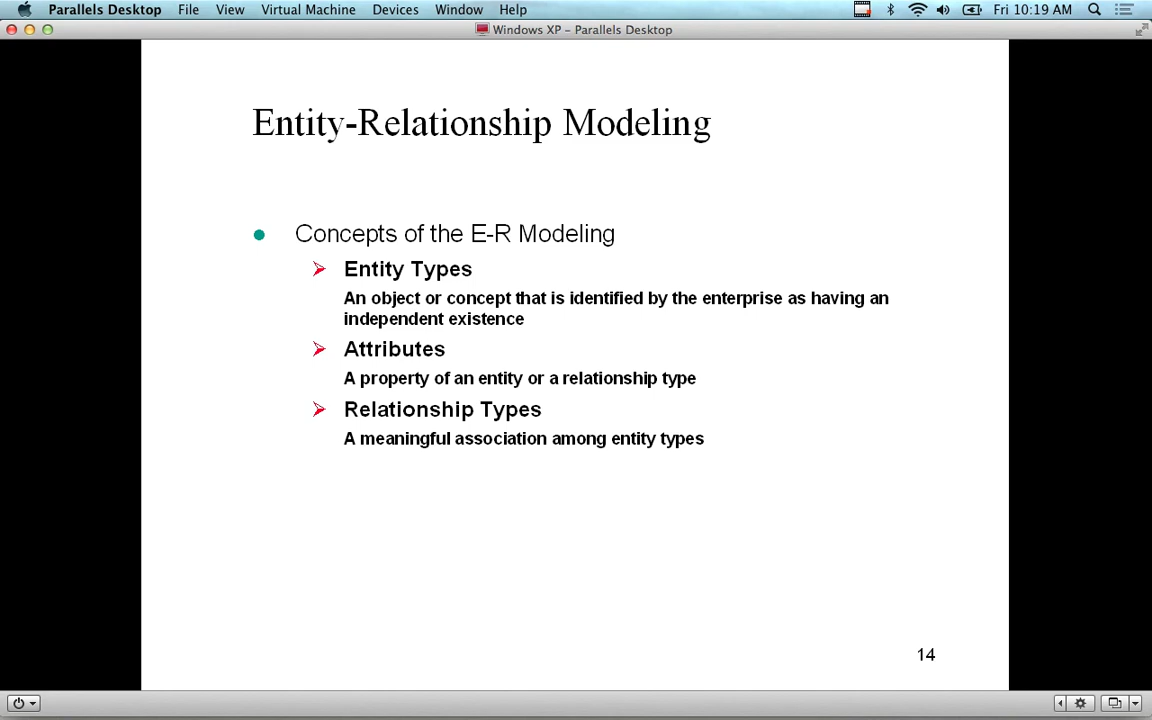 Parallels Desktop File View Virtual Machine Devices Window Help Fri 10:19 AM
Windows XP – Parallels Desktop
Entity-Relationship Modeling
Concepts of the E-R Modeling
Entity Types
An object or concept that is identified by the enterprise as having an
independent existence
Attributes
A property of an entity or a relationship type
Relationship Types
A meaningful association among entity types
14